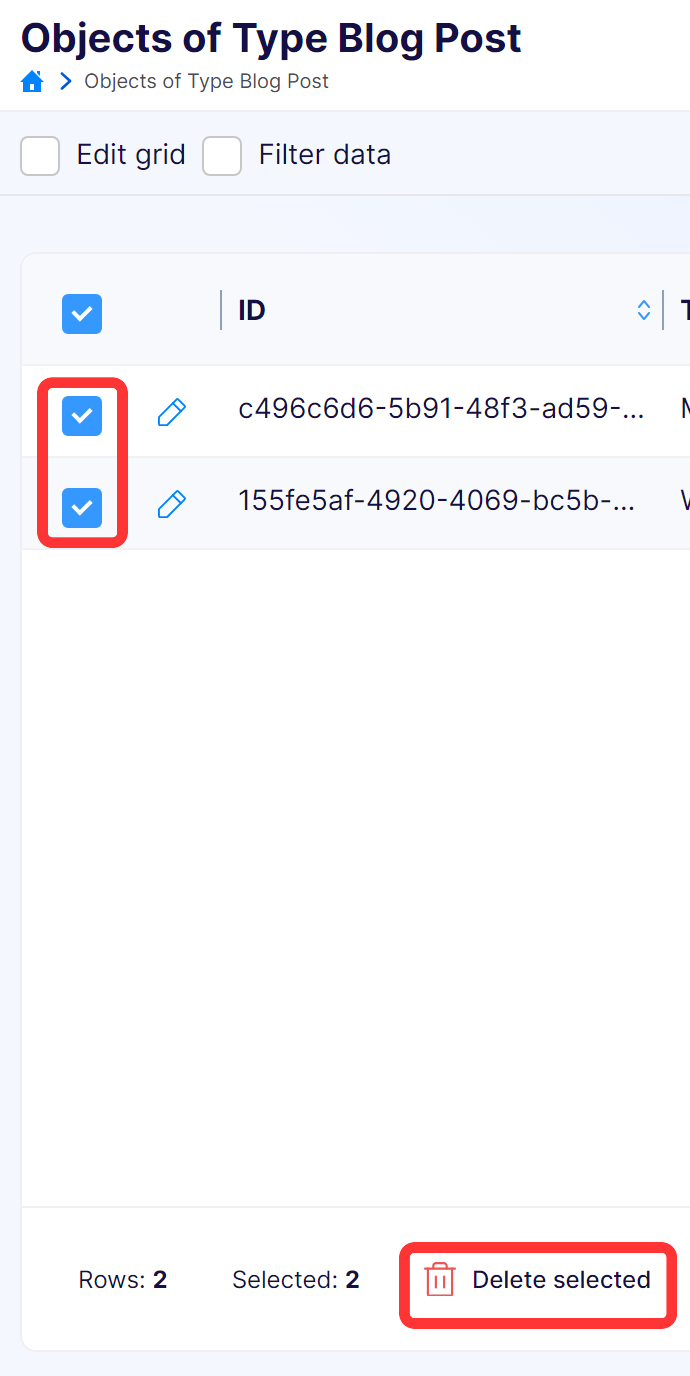 Objects of Type Blog Post
Objects of Type Blog Post
Edit grid Filter data
ID
c496c6d6-5b91-48f3-ad59-...
155fe5af-4920-4069-bc5b-...
Rows: 2 Selected: 2 Delete selected